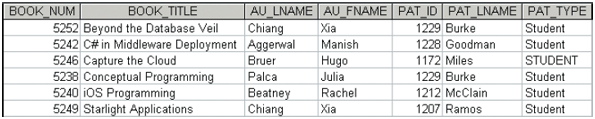 BOOK_NUM BOOK_TITLE AU_LNAME AU_FNAME PAT_ID PAT_LNAME PAT_TYPE
5252 Beyond the Database Veil Chiang Xia 1229 Burke Student
5242 C# in Middleware Deployment Aggerwal Manish 1228 Goodman Student
5246 Capture the Cloud Bruer Hugo 1172 Miles STUDENT
5238 Conceptual Programming Palca Julia 1229 Burke Student
5240 iOS Programming Beatney Rachel 1212 McClain Student
5249 Starlight Applications Chiang Xia 1207 Ramos Student